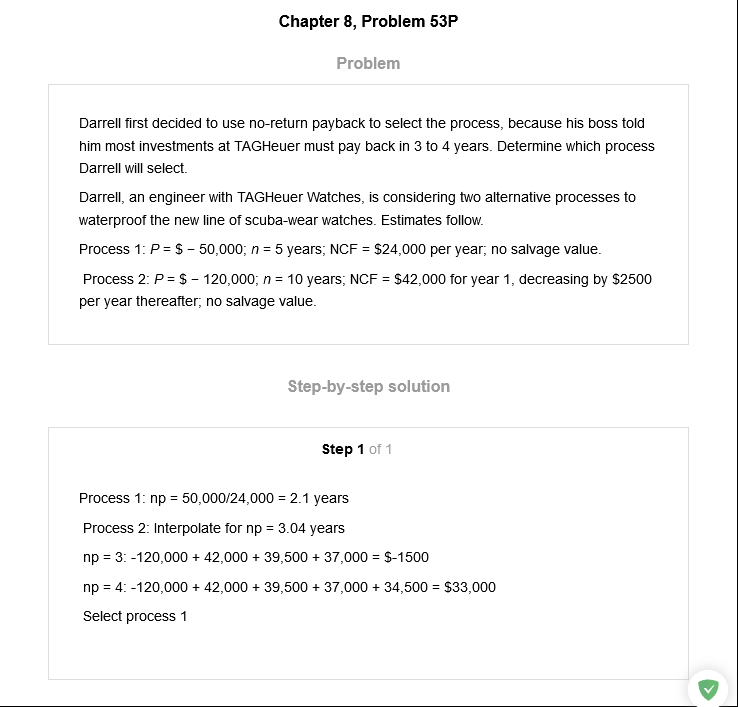 Chapter 8, Problem 53P
Problem
Darrell first decided to use no-return payback to select the process, because his boss told
him most investments at TAGHeuer must pay back in 3 to 4 years. Determine which process
Darrell will select.
Darrell, an engineer with TAGHeuer Watches, is considering two alternative processes to
waterproof the new line of scuba-wear watches. Estimates follow.
Process 1: P = $ − 50,000; n = 5 years; NCF = $24,000 per year; no salvage value.
Process 2: P = $ − 120,000; n = 10 years; NCF = $42,000 for year 1, decreasing by $2500
per year thereafter; no salvage value.
Step-by-step solution
Step 1 of 1
Process 1: np = 50,000/24,000 = 2.1 years
Process 2: Interpolate for np = 3.04 years
np = 3: -120,000 + 42,000 + 39,500 + 37,000 = $-1500
np = 4: -120,000 + 42,000 + 39,500 + 37,000 + 34,500 = $33,000
Select process 1